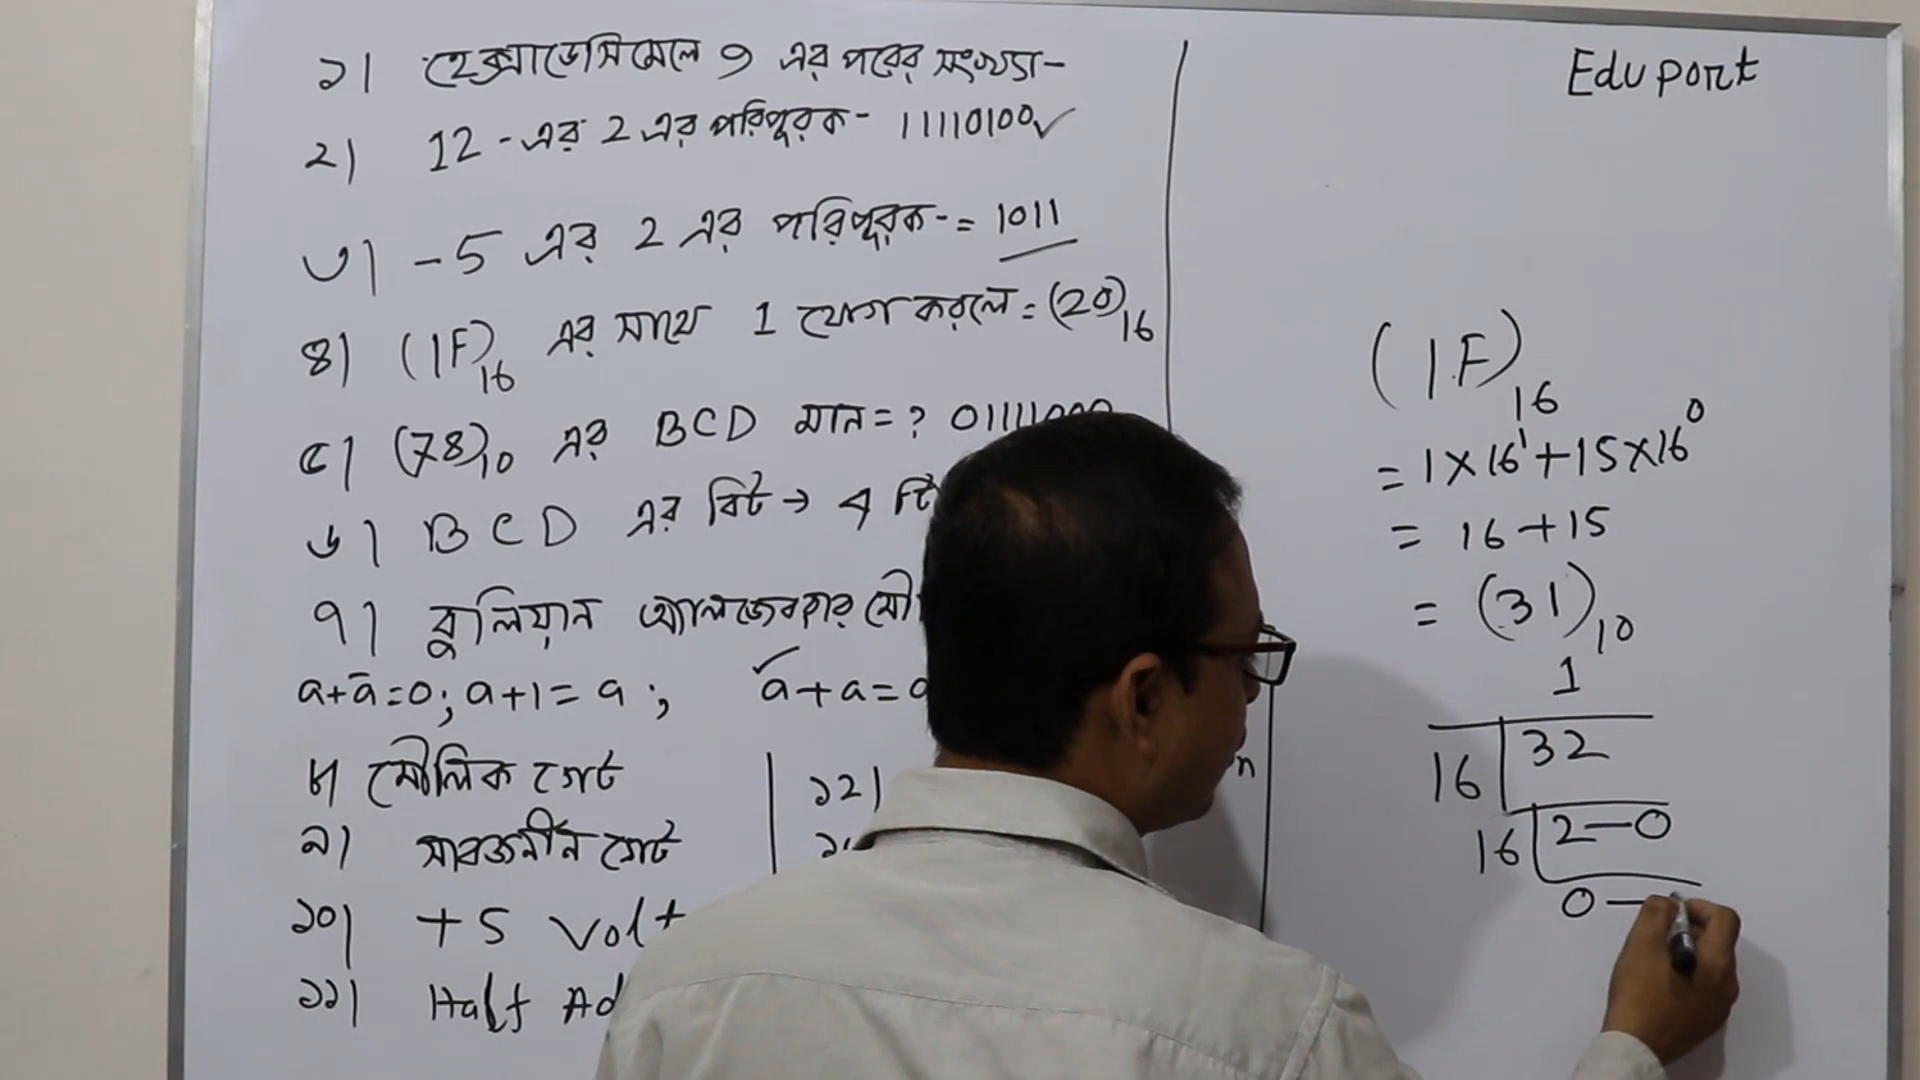 ১। হেক্সাডেসিমেলে 9 এর পরের সংখ্যা-
২। 12 -এর 2 এর পরিপূরক- 11110100✓
৩। -5 এর 2 এর পরিপূরক-= 1011
৪। (1F)16 এর সাথে 1 যোগ করলে=(20)16
৫। (78)10 এর BCD মান=? 01111000
৬। BCD এর বিট→ 4 টি
৭। বুলিয়ান অ্যালজেবরার মৌ
a+ā=0; a+1=a; ✓a+a=a
৮। মৌলিক গেট
৯। সার্বজনীন গেট
১০। +5 Volt
১১। Half Ad
১২।
n
Eduport
(1F)16
=1×16¹+15×16⁰
= 16+15
= (31)10
1
16 32
16 2—0
0—